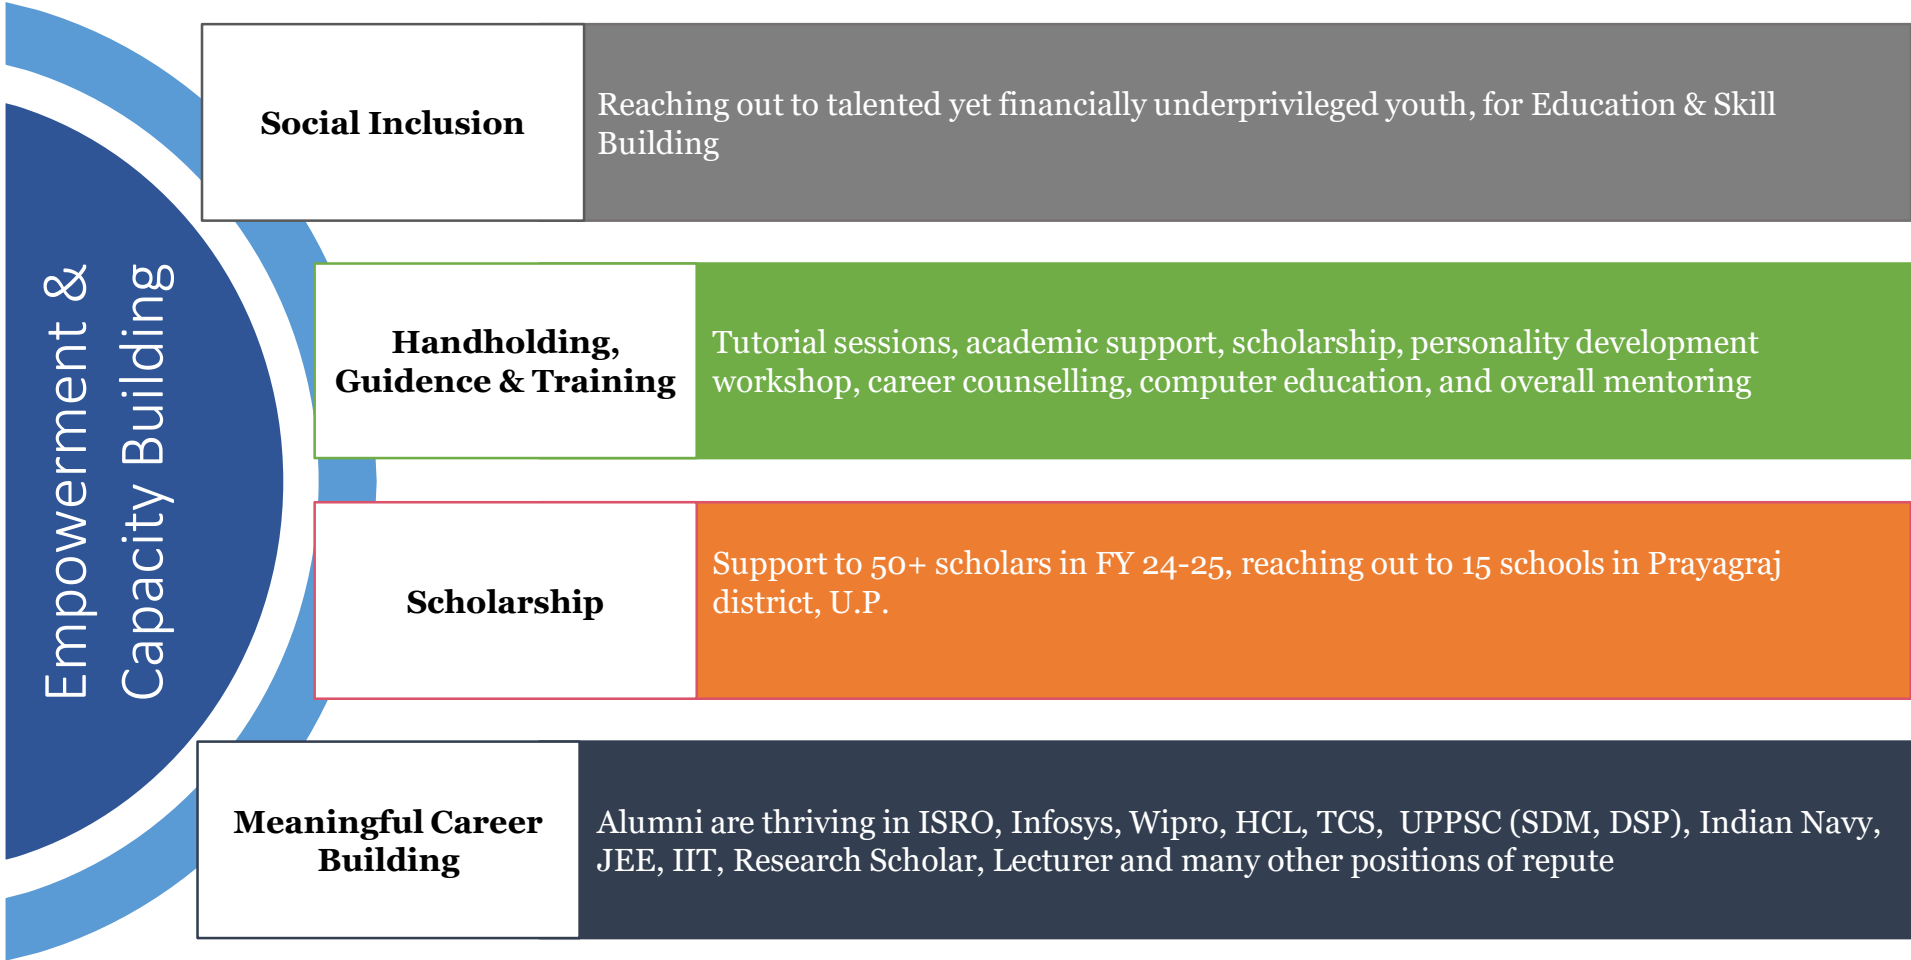 Empowerment &
Capacity Building
Social Inclusion
Reaching out to talented yet financially underprivileged youth, for Education & Skill
Building
Handholding,
Guidence & Training
Tutorial sessions, academic support, scholarship, personality development
workshop, career counselling, computer education, and overall mentoring
Scholarship
Support to 50+ scholars in FY 24-25, reaching out to 15 schools in Prayagraj
district, U.P.
Meaningful Career
Building
Alumni are thriving in ISRO, Infosys, Wipro, HCL, TCS, UPPSC (SDM, DSP), Indian Navy,
JEE, IIT, Research Scholar, Lecturer and many other positions of repute